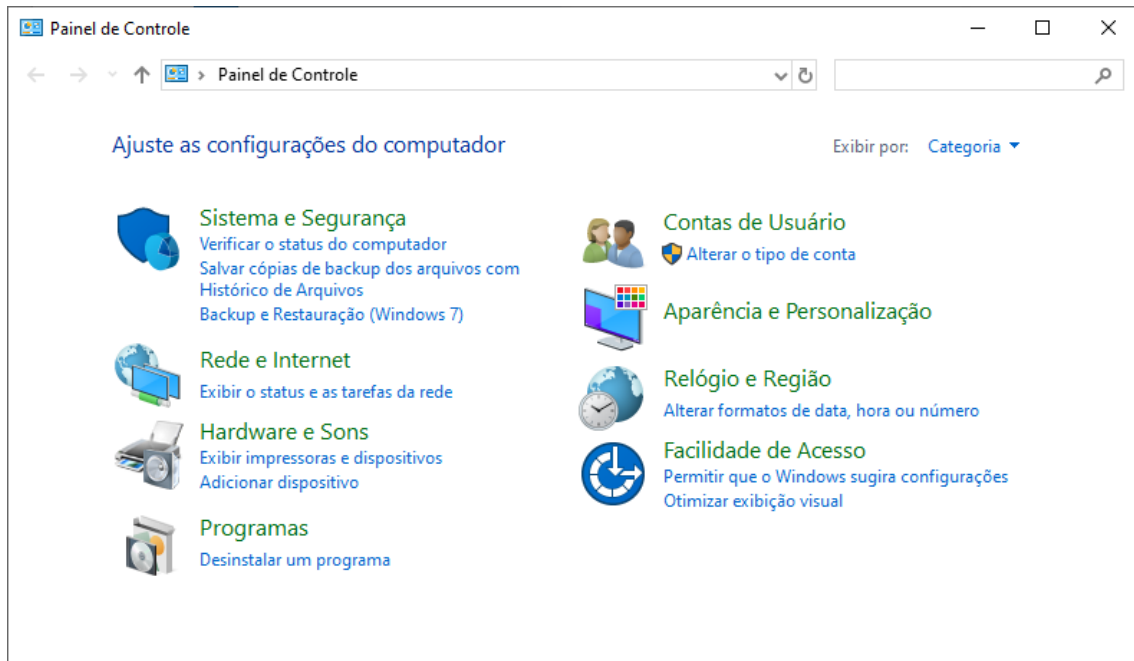 Painel de Controle
Painel de Controle
Ajuste as configurações do computador
Exibir por: Categoria
Sistema e Segurança
Verificar o status do computador
Salvar cópias de backup dos arquivos com
Histórico de Arquivos
Backup e Restauração (Windows 7)
Rede e Internet
Exibir o status e as tarefas da rede
Hardware e Sons
Exibir impressoras e dispositivos
Adicionar dispositivo
Programas
Desinstalar um programa
Contas de Usuário
Alterar o tipo de conta
Aparência e Personalização
Relógio e Região
Alterar formatos de data, hora ou número
Facilidade de Acesso
Permitir que o Windows sugira configurações
Otimizar exibição visual